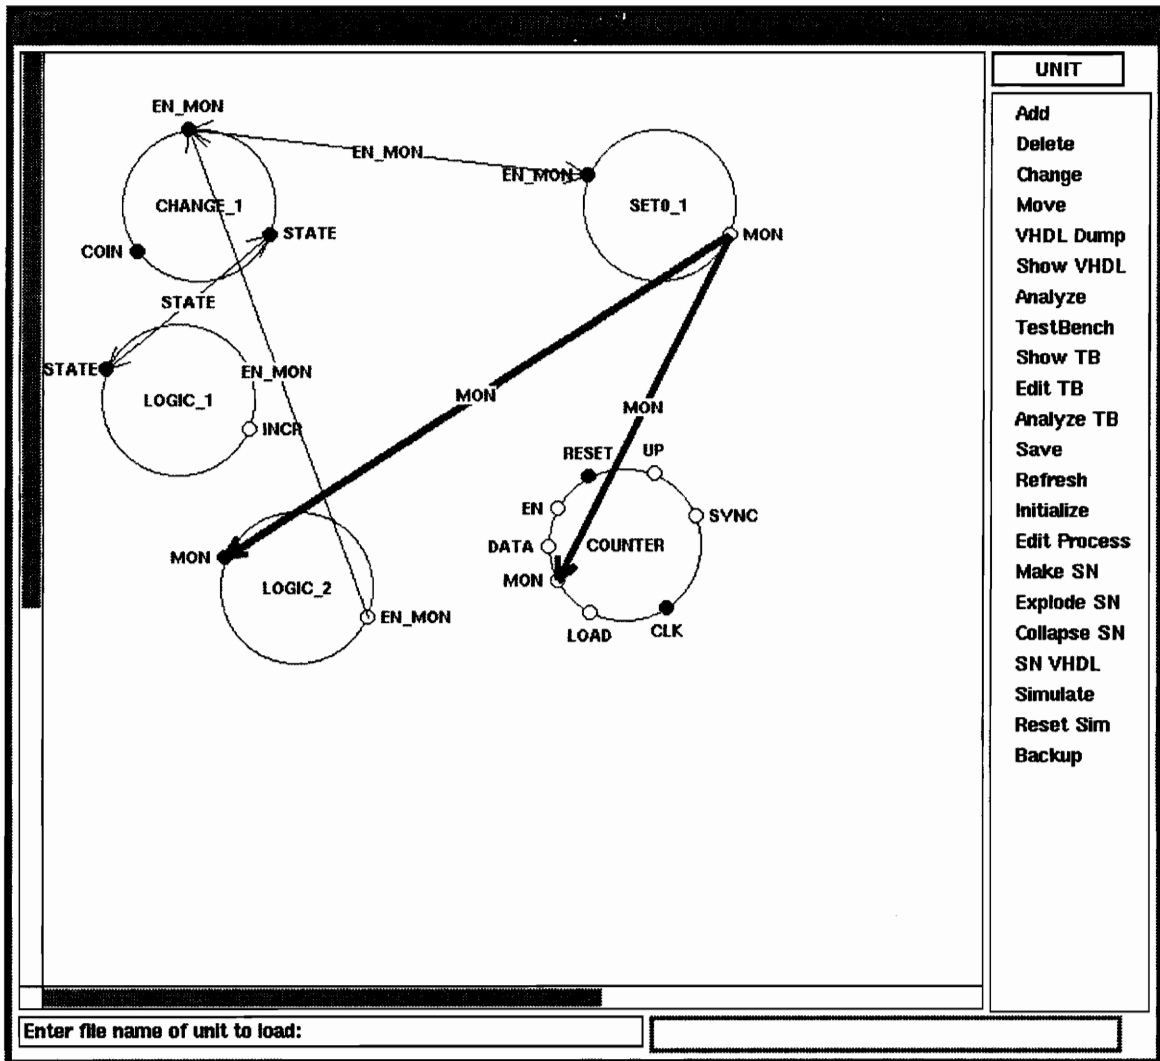 UNIT
Add
Delete
Change
Move
VHDL Dump
Show VHDL
Analyze
TestBench
Show TB
Edit TB
Analyze TB
Save
Refresh
Initialize
Edit Process
Make SN
Explode SN
Collapse SN
SN VHDL
Simulate
Reset Sim
Backup
EN_MON
EN_MON
EN_MON
CHANGE_1
SET0_1
STATE
MON
COIN
STATE
STATE
EN_MON
LOGIC_1
MON
MON
INCR
RESET
UP
EN
SYNC
DATA
COUNTER
MON
MON
LOGIC_2
EN_MON
LOAD
CLK
Enter file name of unit to load: